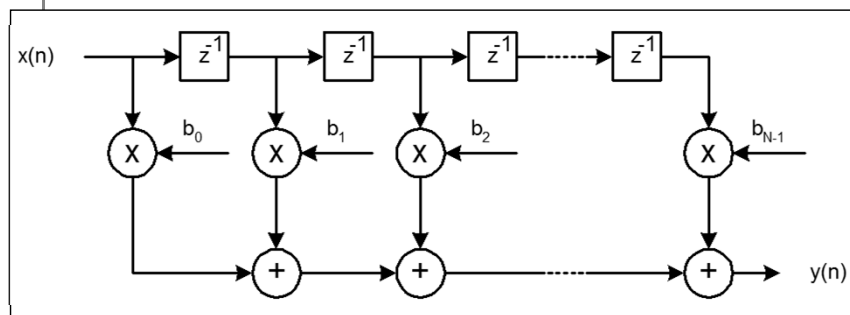 x(n) z⁻¹ z⁻¹ z⁻¹ z⁻¹
X b₀ X b₁ X b₂ X b_N-1
+ + + y(n)